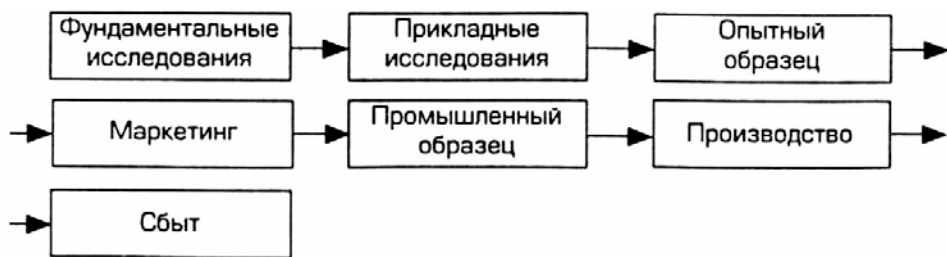 Фундаментальные
исследования
Прикладные
исследования
Опытный
образец
Маркетинг
Промышленный
образец
Производство
Сбыт